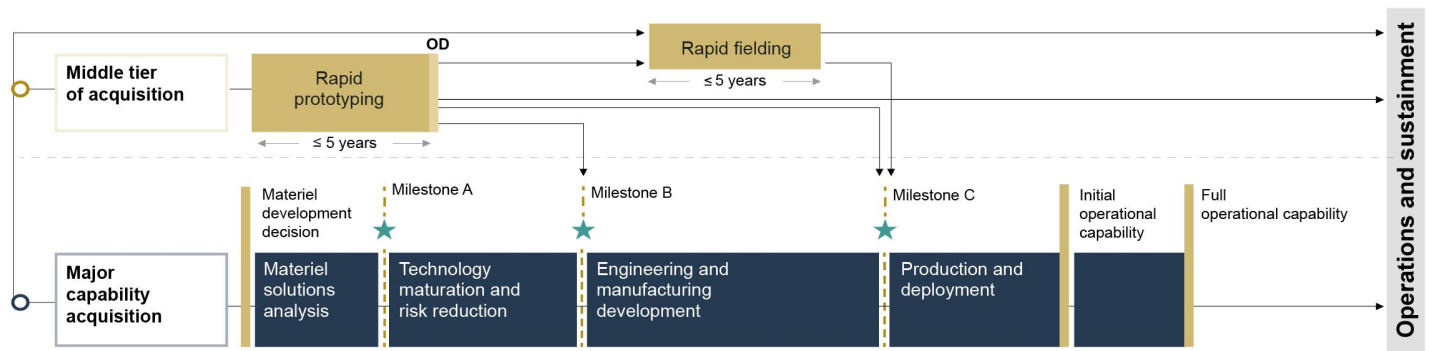 OD
Middle tier
of acquisition
Rapid
prototyping
≤ 5 years
Rapid fielding
≤ 5 years
Operations and sustainment
Materiel
development
decision
Milestone A
Milestone B
Milestone C
Initial
operational
capability
Full
operational capability
Major
capability
acquisition
Materiel
solutions
analysis
Technology
maturation and
risk reduction
Engineering and
manufacturing
development
Production and
deployment